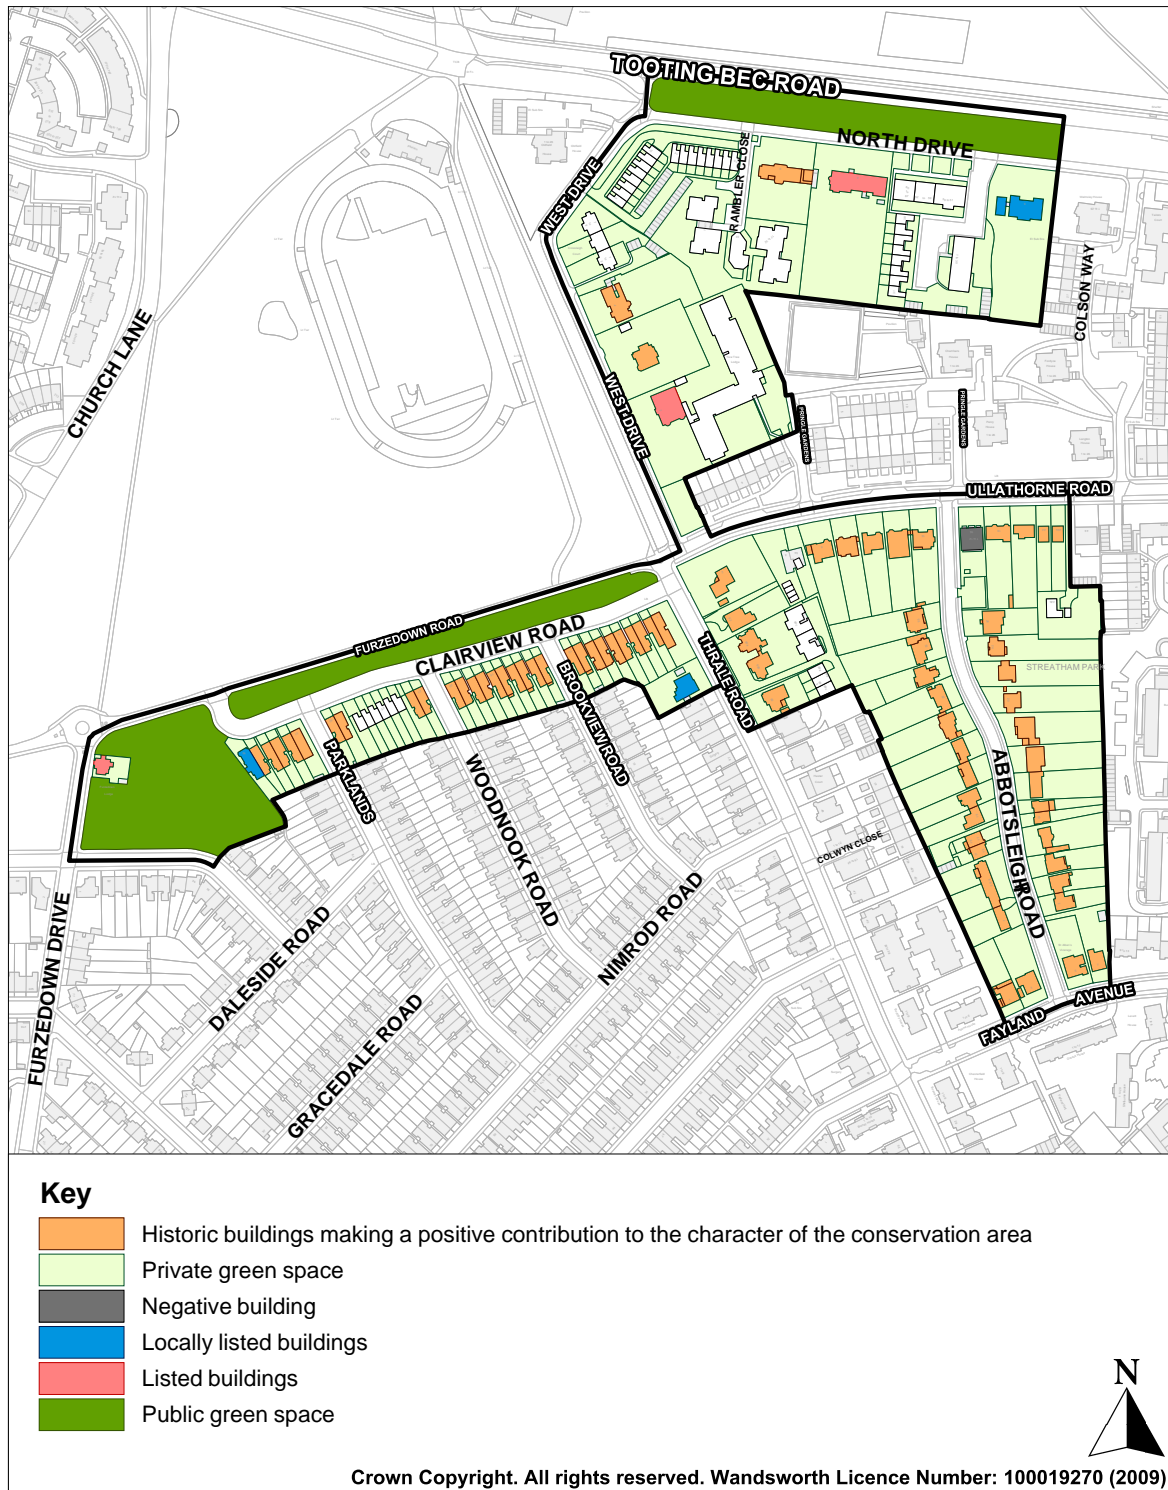 TOOTING BEC ROAD
NORTH DRIVE
RAMBLER CLOSE
WEST DRIVE
COLSON WAY
CHURCH LANE
WEST DRIVE
PRINGLE GARDENS
PRINGLE GARDENS
ULLATHORNE ROAD
FURZEDOWN ROAD
CLAIRVIEW ROAD
THRALE ROAD
BROOKVIEW ROAD
STREATHAM PARK
PARKLANDS
WOODNOOK ROAD
ABBOTSLEIGH ROAD
COLWYN CLOSE
NIMROD ROAD
DALESIDE ROAD
FURZEDOWN DRIVE
GRACEDALE ROAD
FAYLAND AVENUE
Key
Historic buildings making a positive contribution to the character of the conservation area
Private green space
Negative building
Locally listed buildings
Listed buildings
Public green space
N
Crown Copyright. All rights reserved. Wandsworth Licence Number: 100019270 (2009)